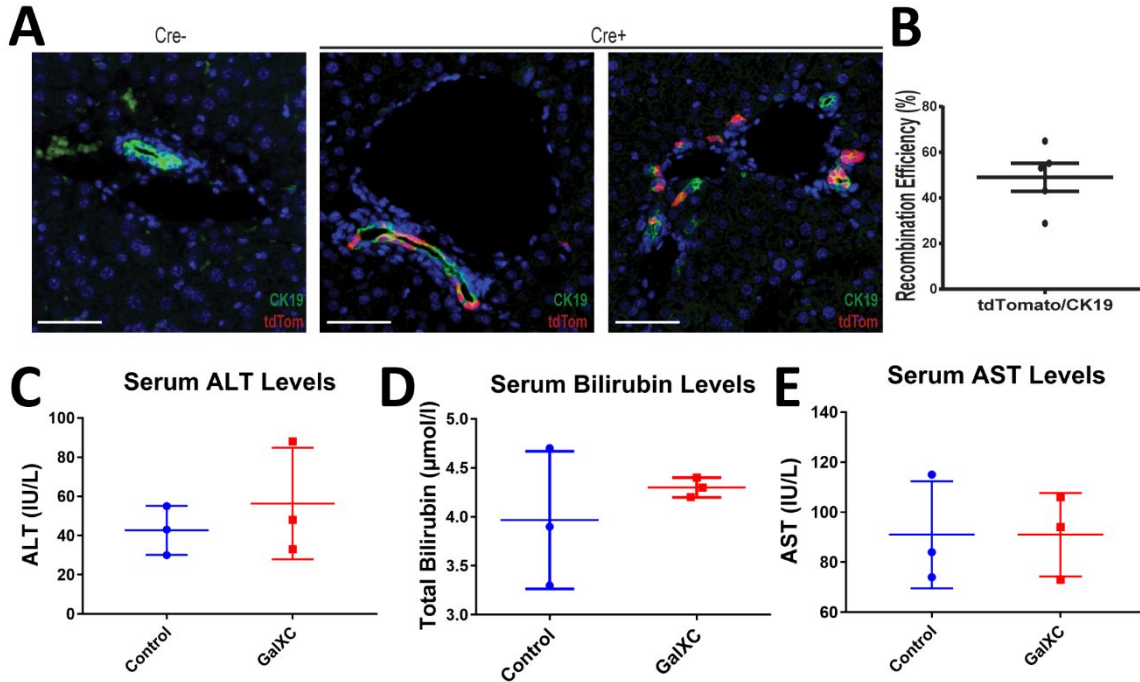 A
Cre-
Cre+
CK19
tdTom
CK19
tdTom
CK19
tdTom
B
Recombination Efficiency (%)
80
60
40
20
0
tdTomato/CK19
C
Serum ALT Levels
ALT (IU/L)
100
80
60
40
20
0
Control
GalXC
D
Serum Bilirubin Levels
Total Bilirubin (µmol/l)
5.0
4.5
4.0
3.5
3.0
Control
GalXC
E
Serum AST Levels
AST (IU/L)
140
120
100
80
60
Control
GalXC